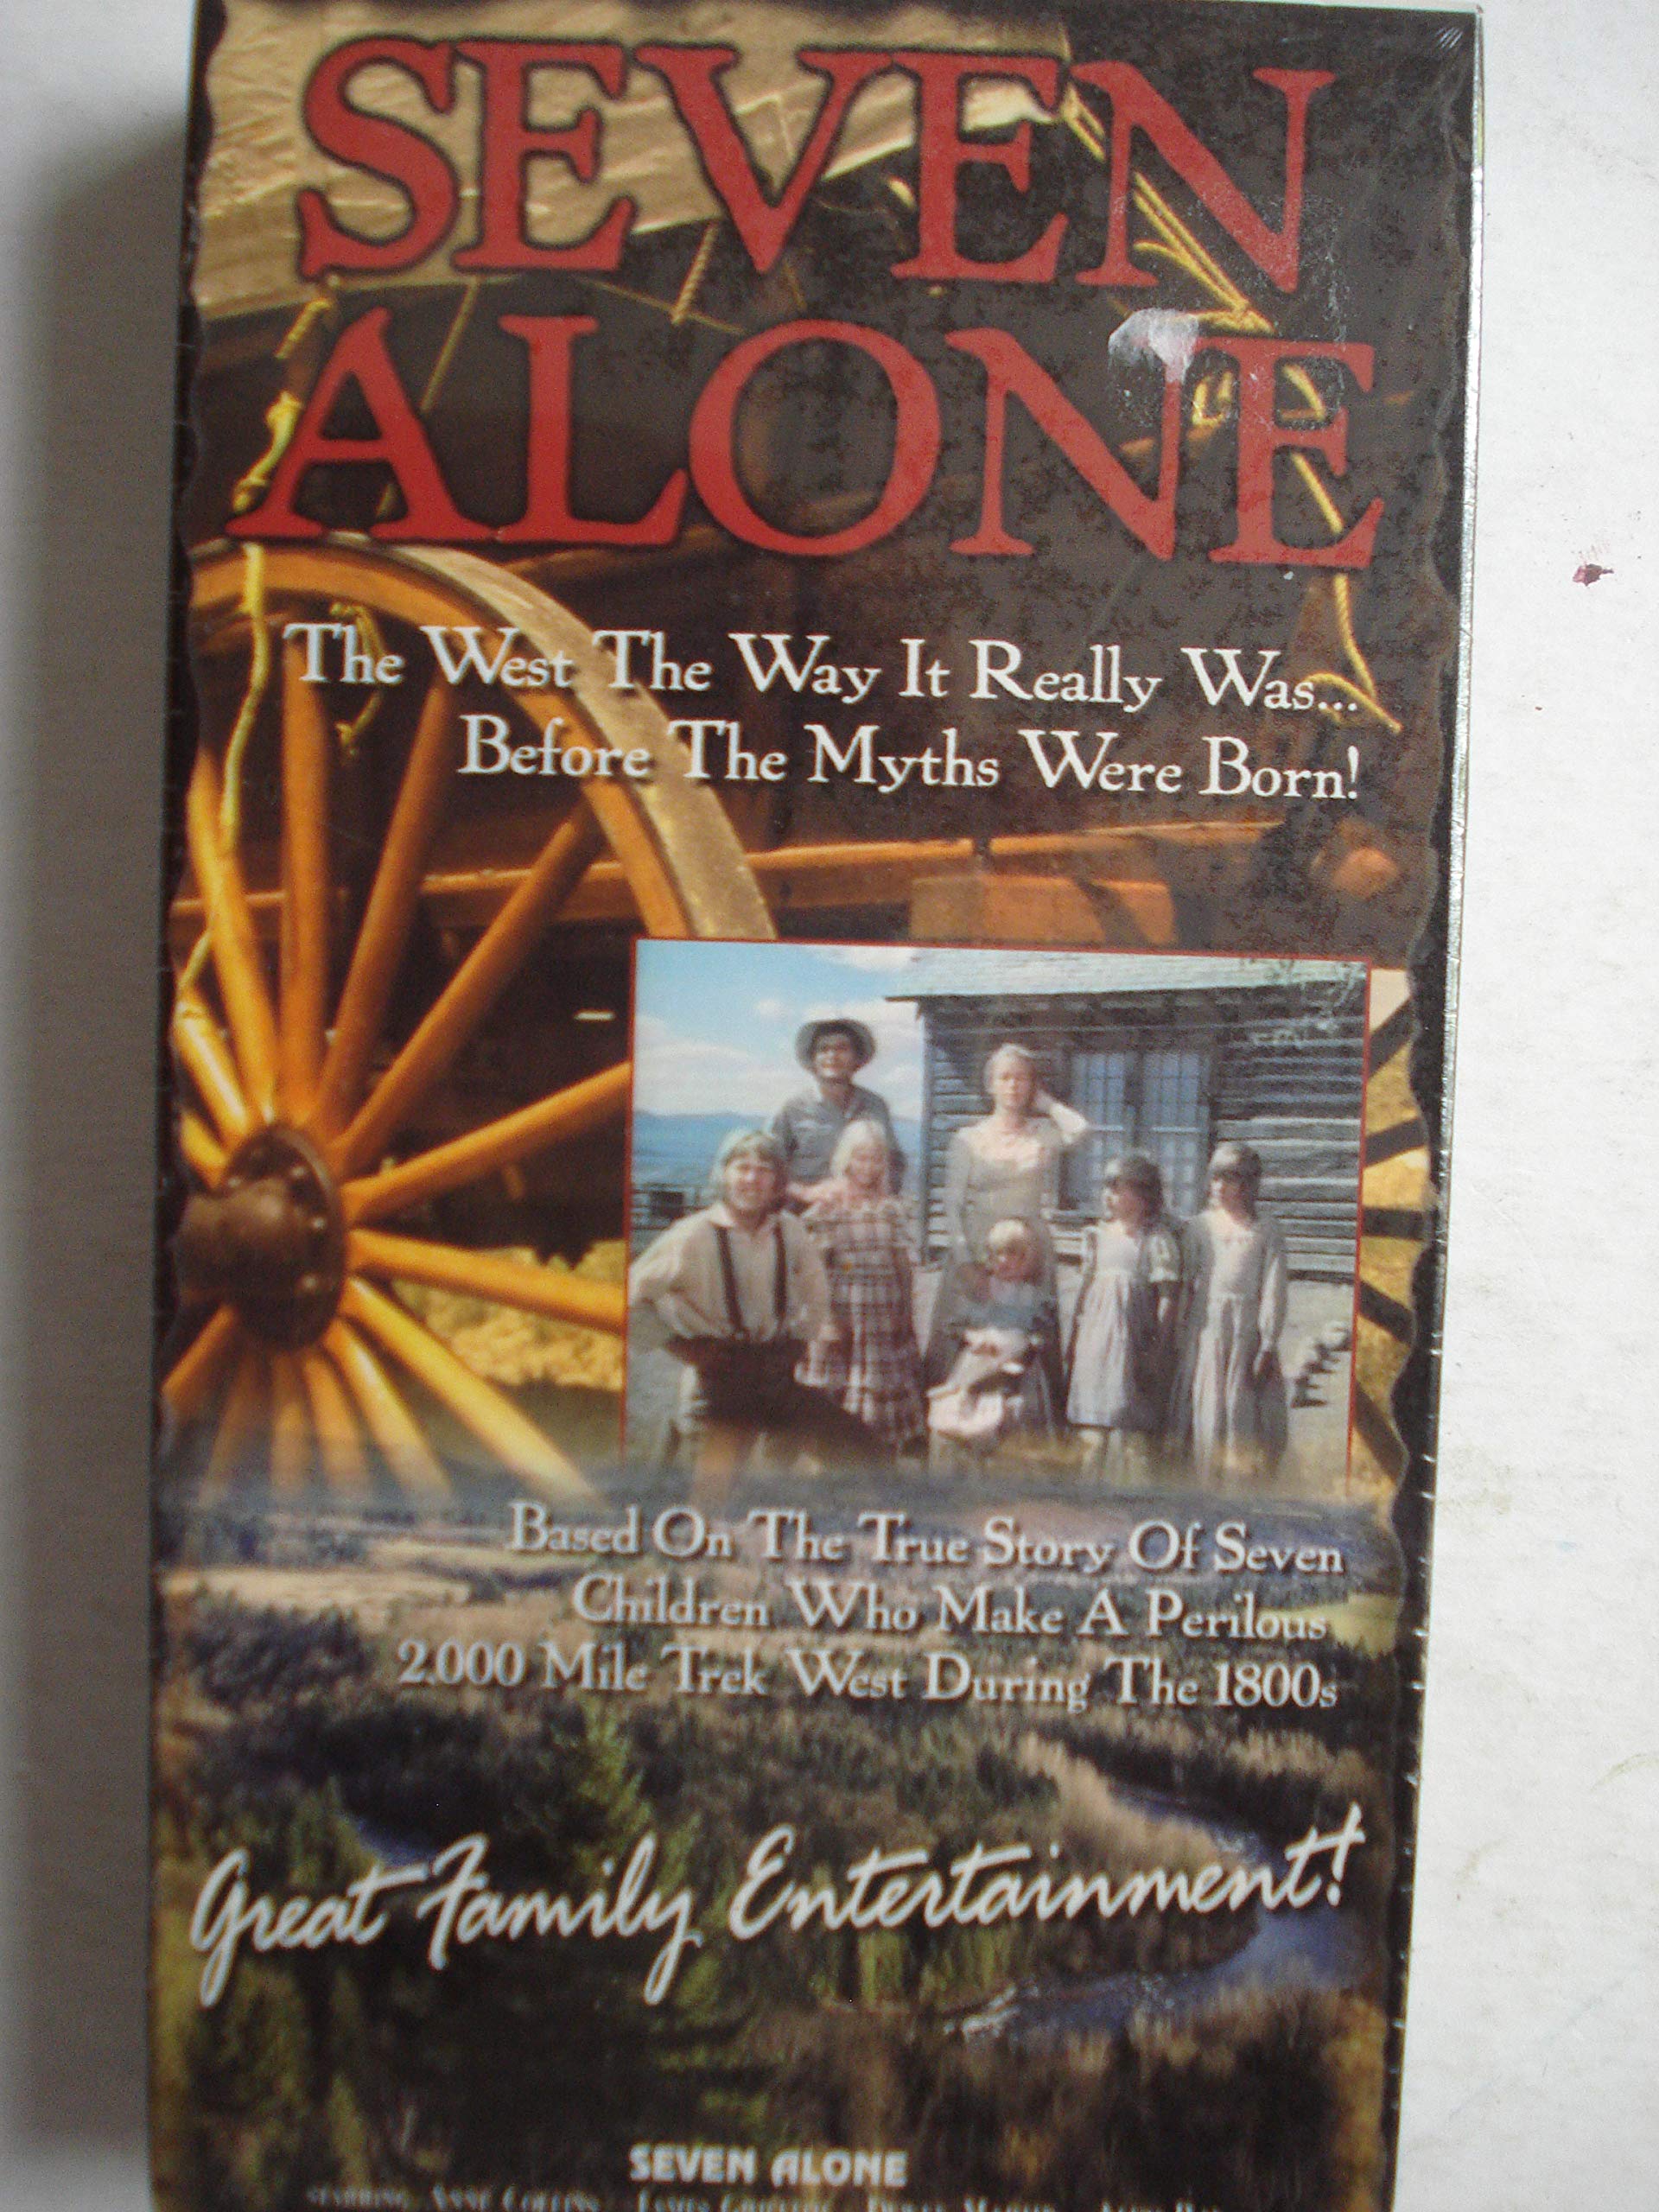 SEVEN
ALONE
The West The Way It Really Was...
Before The Myths Were Born!
Based On The True Story Of Seven
Children Who Make A Perilous
2,000 Mile Trek West During The 1800s
Great Family Entertainment!
SEVEN ALONE